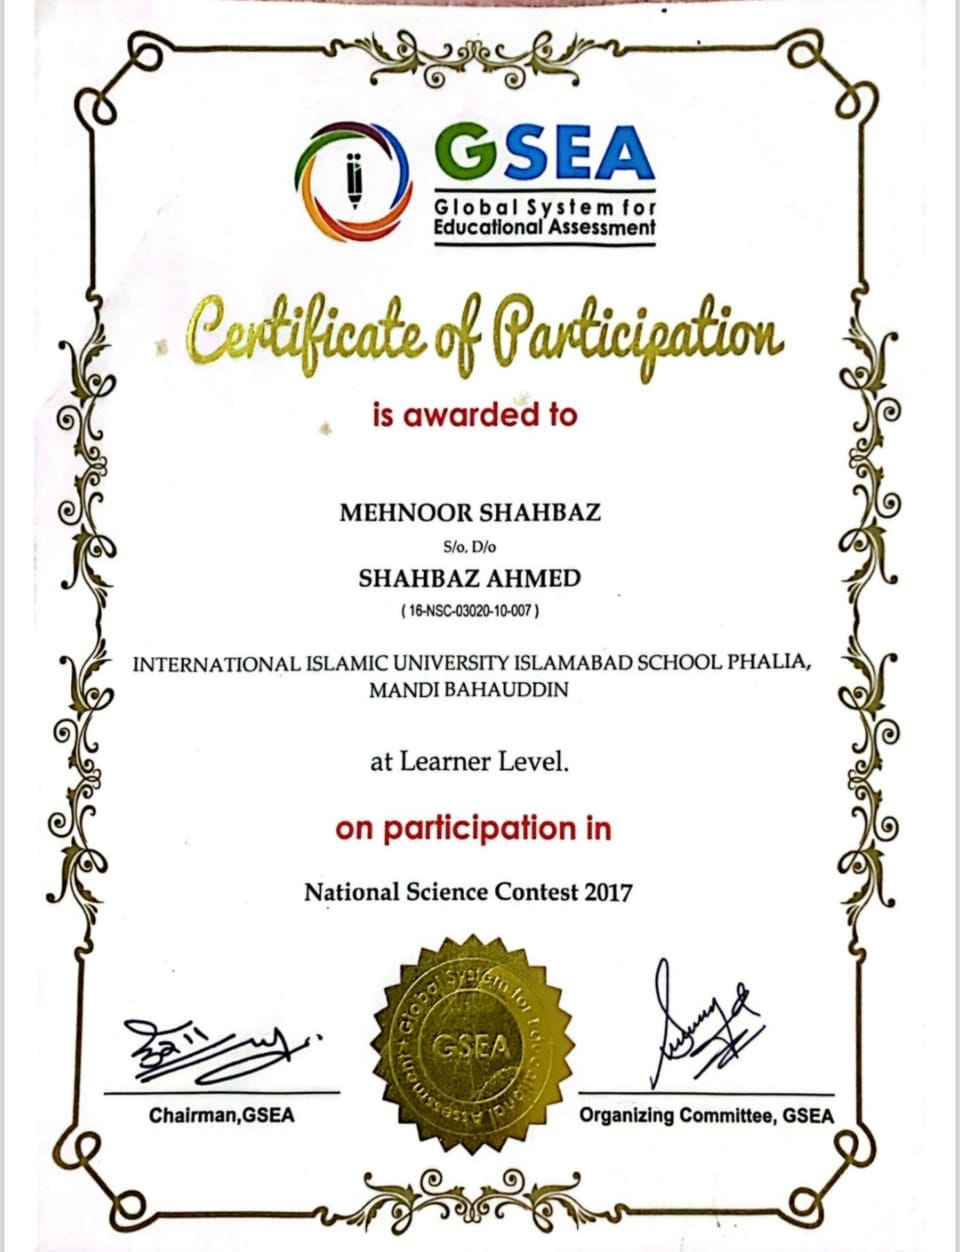 GSEA
Global System for
Educational Assessment
Certificate of Participation
is awarded to
MEHNOOR SHAHBAZ
S/o, D/o
SHAHBAZ AHMED
( 16-NSC-03020-10-007 )
INTERNATIONAL ISLAMIC UNIVERSITY ISLAMABAD SCHOOL PHALIA,
MANDI BAHAUDDIN
at Learner Level.
on participation in
National Science Contest 2017
Global System for Educational Assessment
GSEA
Chairman,GSEA
Organizing Committee, GSEA